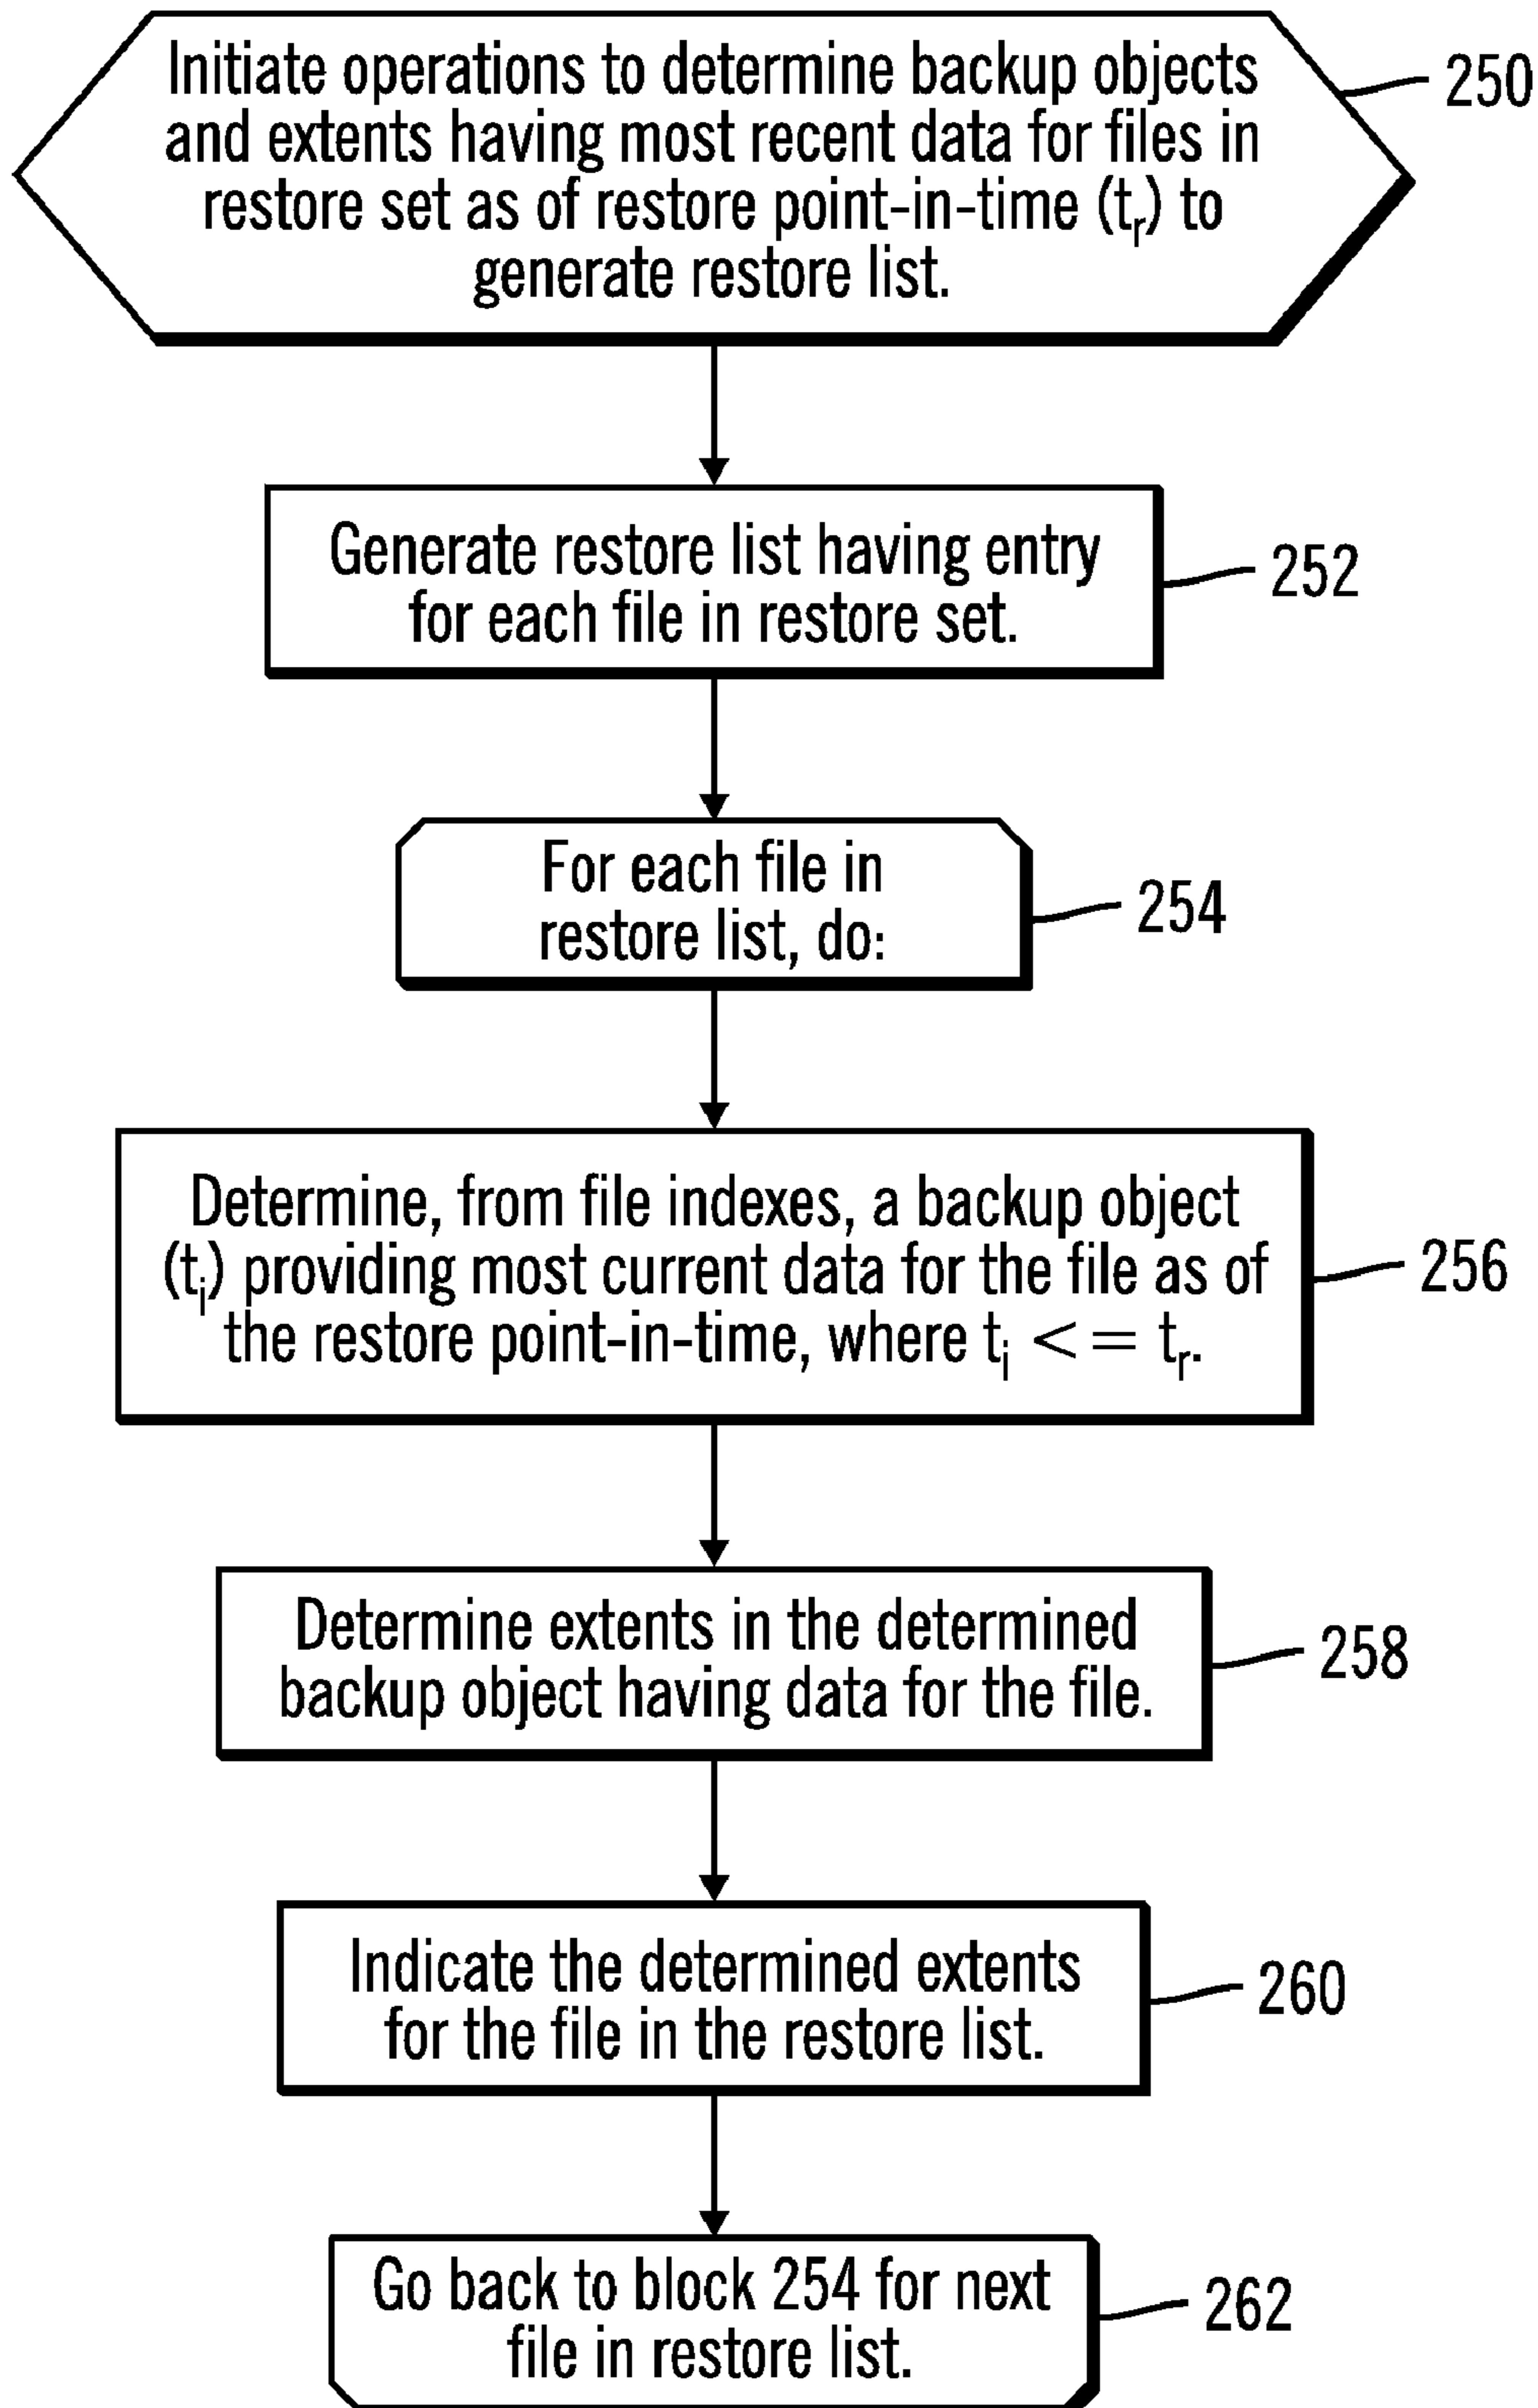 Initiate operations to determine backup objects
and extents having most recent data for files in
restore set as of restore point-in-time (tr) to
generate restore list.
250
Generate restore list having entry
for each file in restore set.
252
For each file in
restore list, do:
254
Determine, from file indexes, a backup object
(ti) providing most current data for the file as of
the restore point-in-time, where ti <= tr.
256
Determine extents in the determined
backup object having data for the file.
258
Indicate the determined extents
for the file in the restore list.
260
Go back to block 254 for next
file in restore list.
262